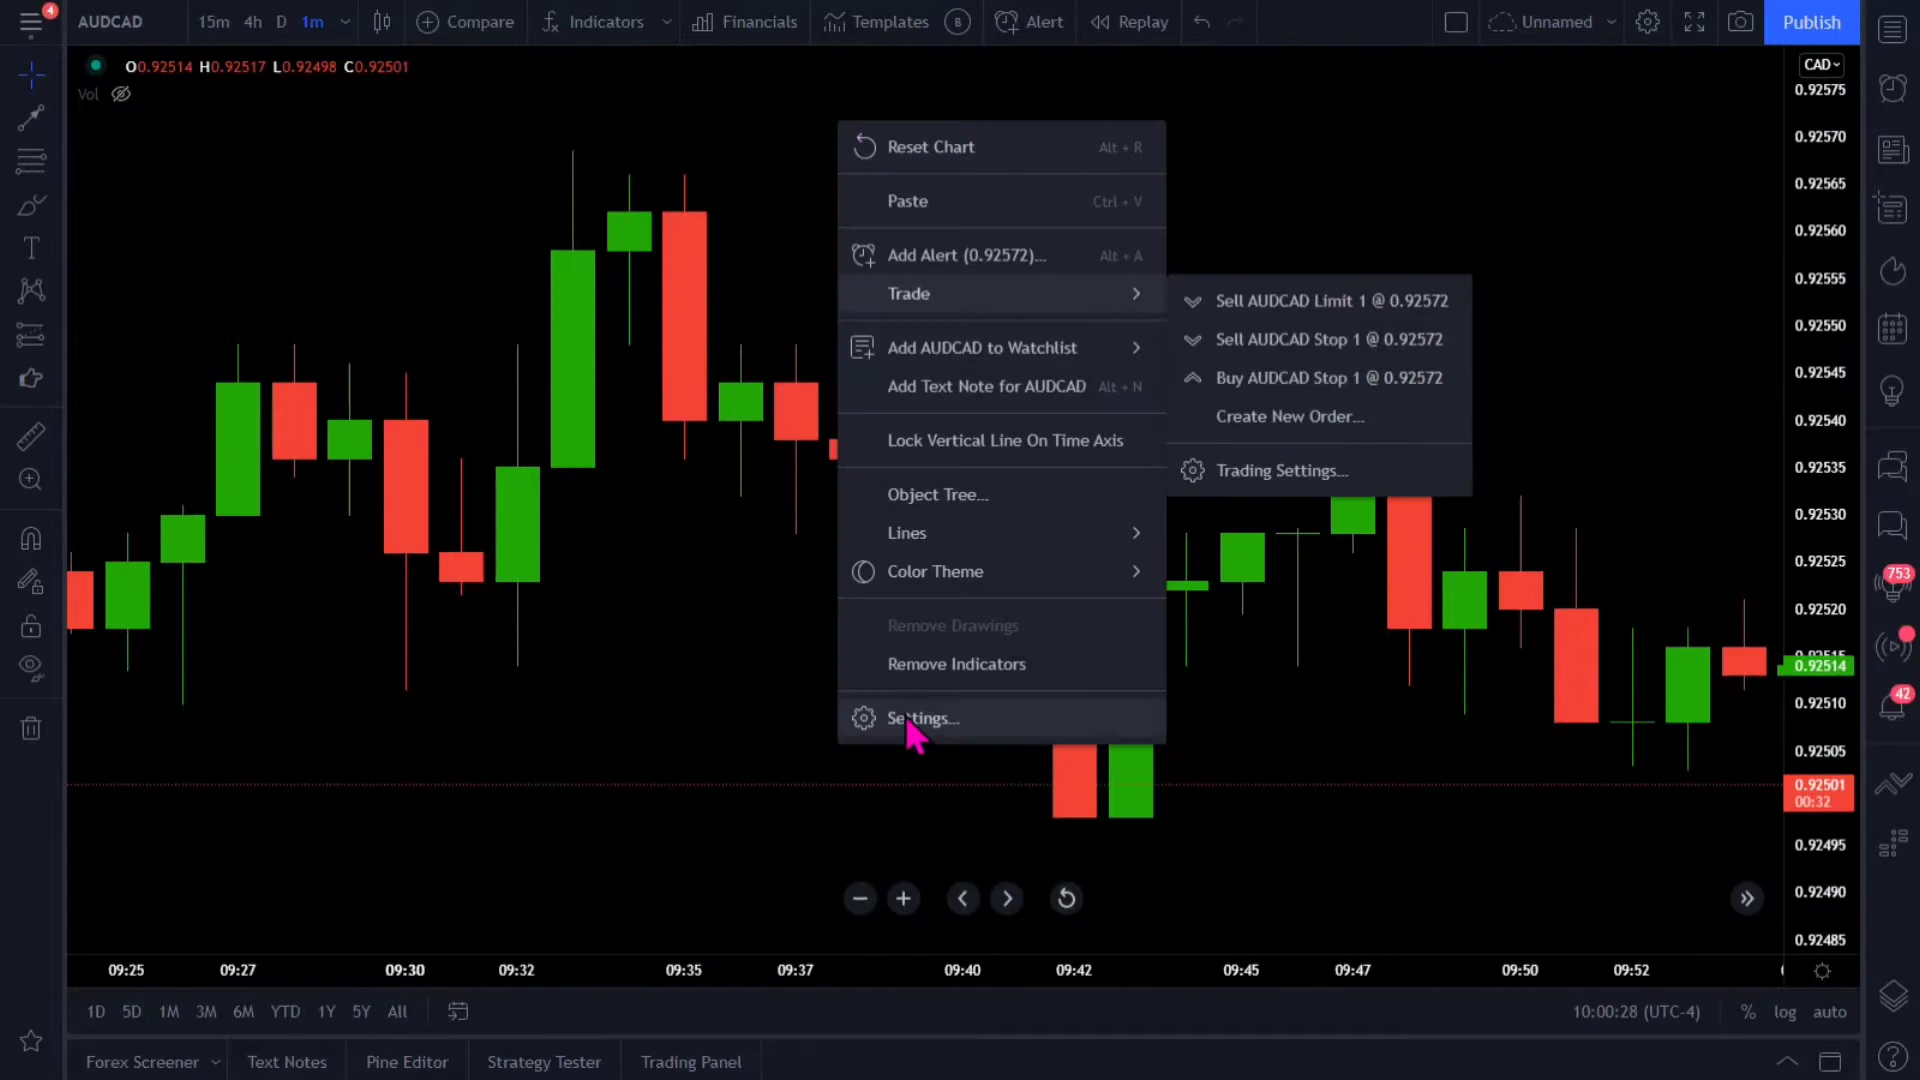 4
AUDCAD
15m 4h D 1m
Compare
Indicators
Financials
Templates
B
Alert
Replay
Unnamed
Publish
O0.92514 H0.92517 L0.92498 C0.92501
Vol
CAD
0.92575
0.92570
0.92565
0.92560
0.92555
0.92550
0.92545
0.92540
0.92535
0.92530
0.92525
0.92520
0.92515
0.92514
0.92510
0.92505
0.92501
00:32
0.92495
0.92490
0.92485
Reset Chart Alt + R
Paste Ctrl + V
Add Alert (0.92572)... Alt + A
Trade
Add AUDCAD to Watchlist
Add Text Note for AUDCAD Alt + N
Lock Vertical Line On Time Axis
Object Tree...
Lines
Color Theme
Remove Drawings
Remove Indicators
Settings...
Sell AUDCAD Limit 1 @ 0.92572
Sell AUDCAD Stop 1 @ 0.92572
Buy AUDCAD Stop 1 @ 0.92572
Create New Order...
Trading Settings...
753
42
09:25 09:27 09:30 09:32 09:35 09:37 09:40 09:42 09:45 09:47 09:50 09:52
1D 5D 1M 3M 6M YTD 1Y 5Y All
10:00:28 (UTC-4) % log auto
Forex Screener Text Notes Pine Editor Strategy Tester Trading Panel